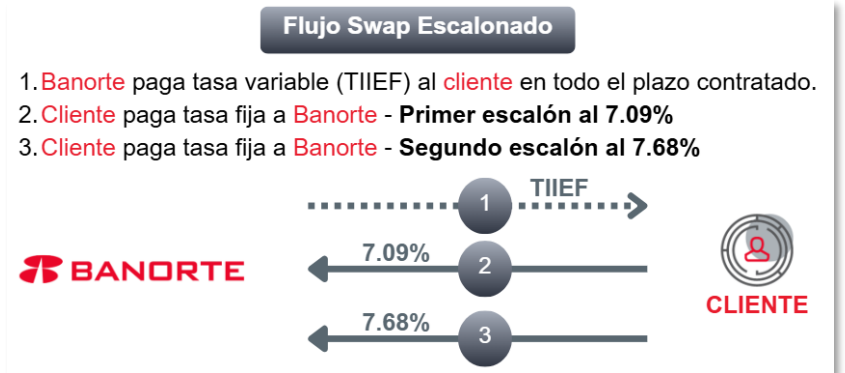 Flujo Swap Escalonado
1. Banorte paga tasa variable (TIIEF) al cliente en todo el plazo contratado.
2. Cliente paga tasa fija a Banorte - Primer escalón al 7.09%
3. Cliente paga tasa fija a Banorte - Segundo escalón al 7.68%
1 TIIEF
7.09% 2
BANORTE
CLIENTE
7.68% 3